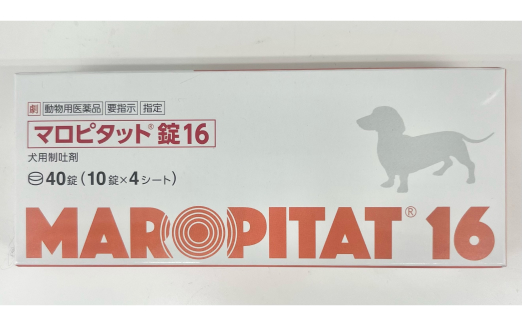 劇 動物用医薬品 要指示 指定
マロピタット®錠16
犬用制吐剤
40錠(10錠×4シート)
MAROPITAT® 16